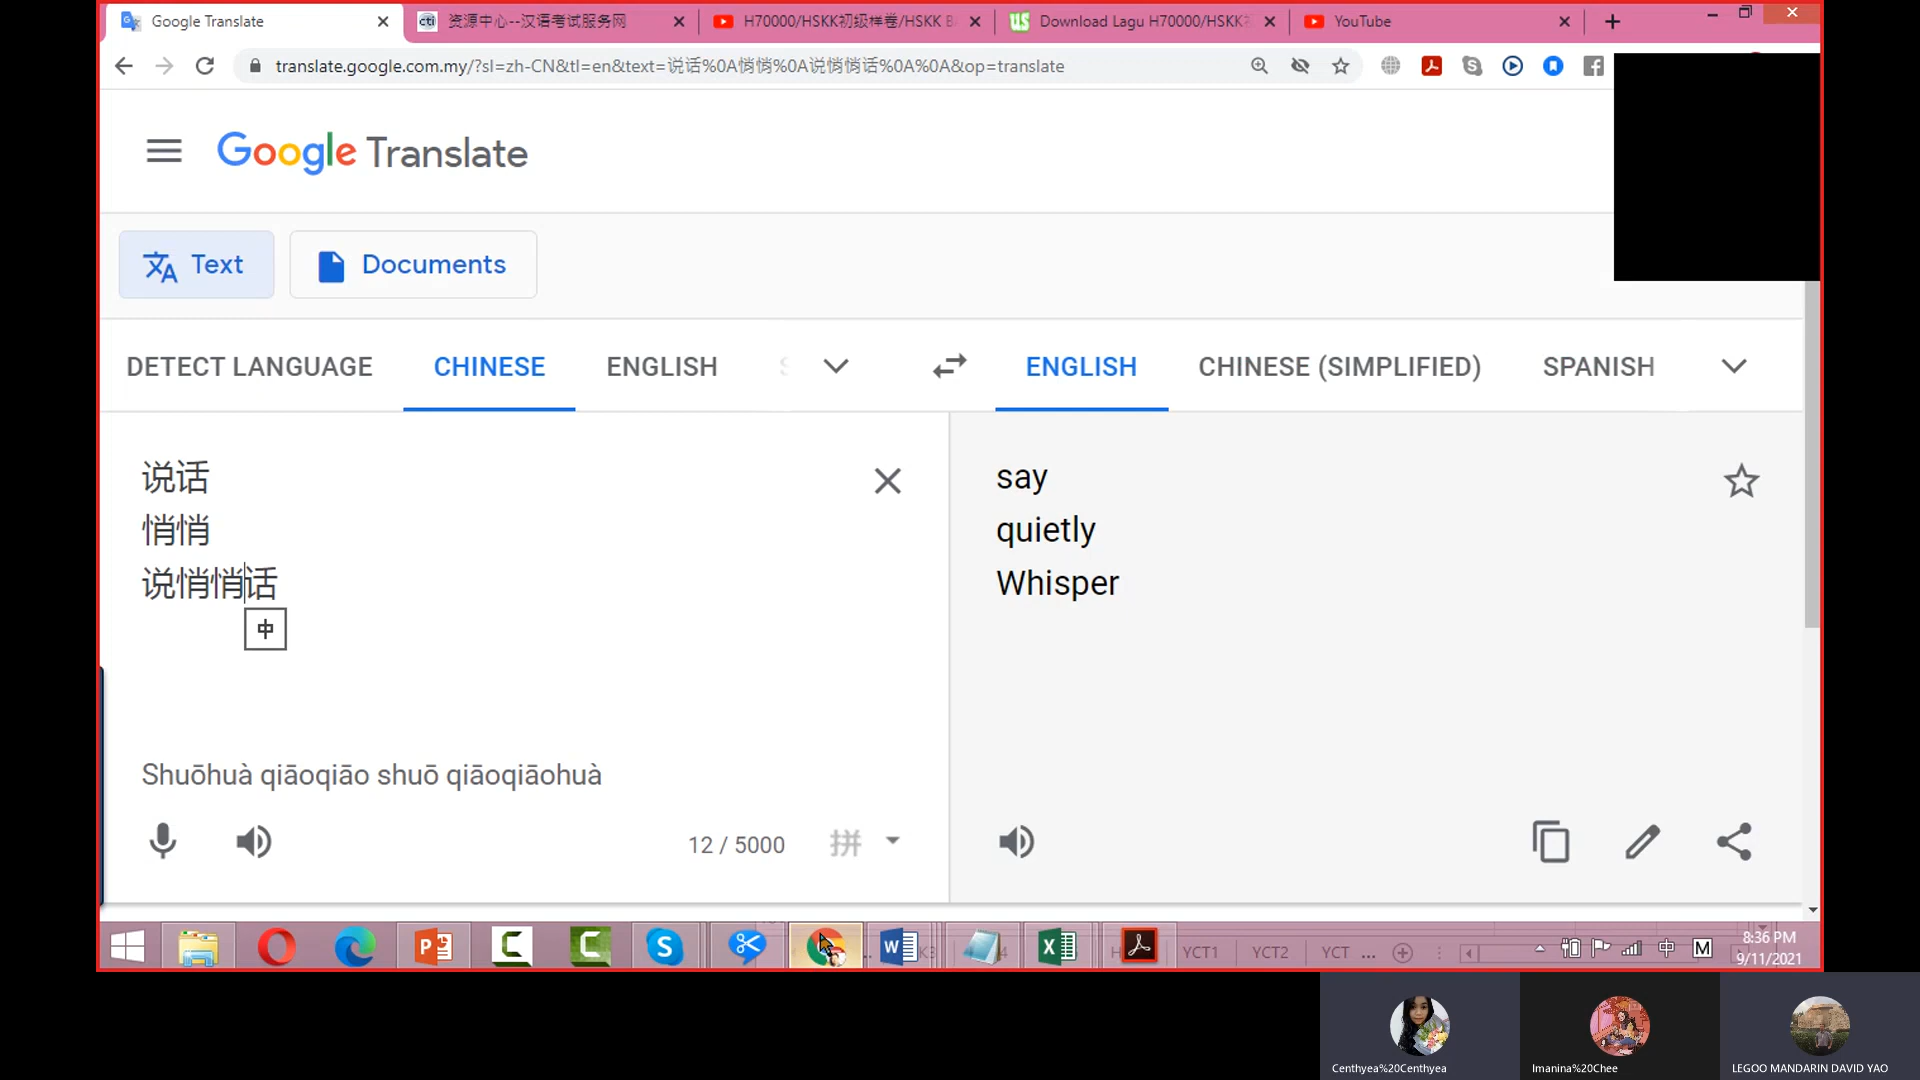 Google Translate
资源中心--汉语考试服务网
H70000/HSKK初级样卷/HSKK B
Download Lagu H70000/HSKK
YouTube
translate.google.com.my/?sl=zh-CN&tl=en&text=说话%0A悄悄%0A说悄悄话%0A%0A&op=translate
Google Translate
Text
Documents
DETECT LANGUAGE
CHINESE
ENGLISH
ENGLISH
CHINESE (SIMPLIFIED)
SPANISH
说话
悄悄
说悄悄话
中
say
quietly
Whisper
Shuōhuà qiāoqiāo shuō qiāoqiāohuà
12 / 5000
拼
YCT1
YCT2
YCT ...
中
M
8:36 PM
9/11/2021
Centhyea%20Centhyea
Imanina%20Chee
LEGOO MANDARIN DAVID YAO